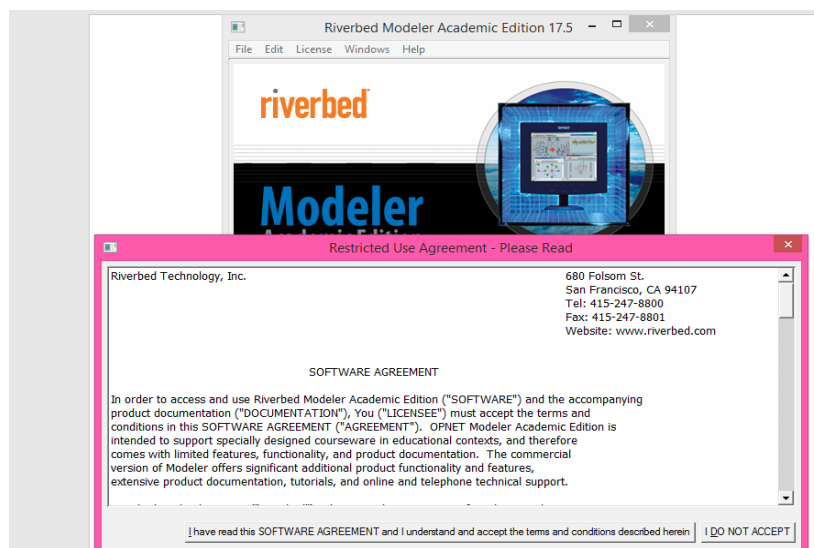 Riverbed Modeler Academic Edition 17.5
File Edit License Windows Help
riverbed
OPNET
Modeler
Academic Edition
Restricted Use Agreement - Please Read
Riverbed Technology, Inc. 680 Folsom St.
San Francisco, CA 94107
Tel: 415-247-8800
Fax: 415-247-8801
Website: www.riverbed.com
SOFTWARE AGREEMENT
In order to access and use Riverbed Modeler Academic Edition ("SOFTWARE") and the accompanying
product documentation ("DOCUMENTATION"), You ("LICENSEE") must accept the terms and
conditions in this SOFTWARE AGREEMENT ("AGREEMENT"). OPNET Modeler Academic Edition is
intended to support specially designed courseware in educational contexts, and therefore
comes with limited features, functionality, and product documentation. The commercial
version of Modeler offers significant additional product functionality and features,
extensive product documentation, tutorials, and online and telephone technical support.
I have read this SOFTWARE AGREEMENT and I understand and accept the terms and conditions described herein
I DO NOT ACCEPT